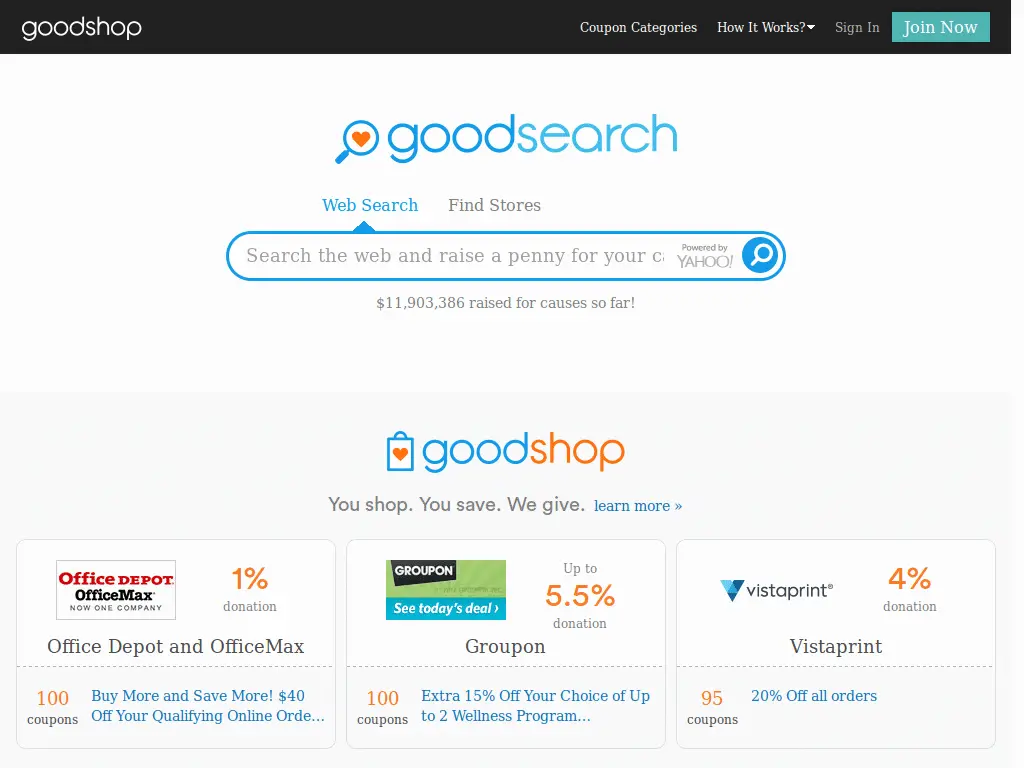 goodshop
Coupon Categories
How It Works?
Sign In
Join Now
goodsearch
Web Search
Find Stores
Search the web and raise a penny for your ca
Powered by
YAHOO!
$11,903,386 raised for causes so far!
goodshop
You shop. You save. We give. learn more »
Office DEPOT
OfficeMax
NOW ONE COMPANY
1%
donation
Office Depot and OfficeMax
100
coupons
Buy More and Save More! $40
Off Your Qualifying Online Orde...
GROUPON
See today's deal ›
Up to
5.5%
donation
Groupon
100
coupons
Extra 15% Off Your Choice of Up
to 2 Wellness Program...
vistaprint®
4%
donation
Vistaprint
95
coupons
20% Off all orders